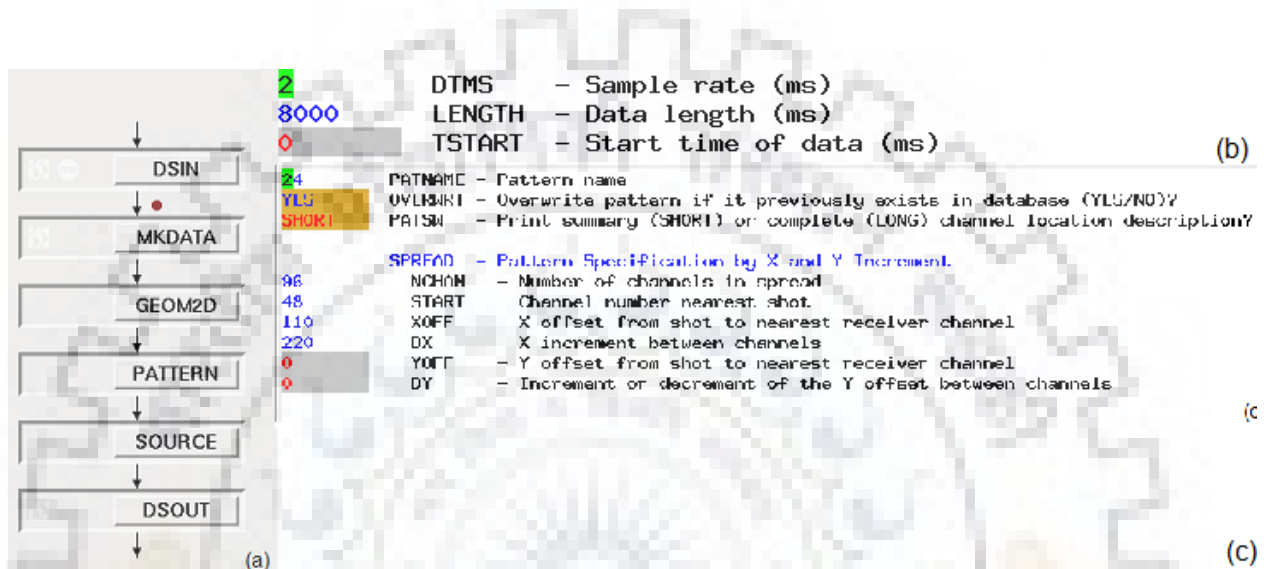 DSIN
MKDATA
GEOM2D
PATTERN
SOURCE
DSOUT
(a)
2 DTMS – Sample rate (ms)
8000 LENGTH – Data length (ms)
0 TSTART – Start time of data (ms)
(b)
24 PATNAME – Pattern name
YES OVERWRT – Overwrite pattern if it previously exists in database (YES/NO)?
SHORT PATSW – Print summary (SHORT) or complete (LONG) channel location description?
SPREAD – Pattern Specification by X and Y Increment
96 NCHAN – Number of channels in spread
48 START Channel number nearest shot.
110 XOFF X offset from shot to nearest receiver channel
220 DX X increment between channels
0 YOFF – Y offset from shot to nearest receiver channel
0 DY – Increment or decrement of the Y offset between channels
(c
(c)